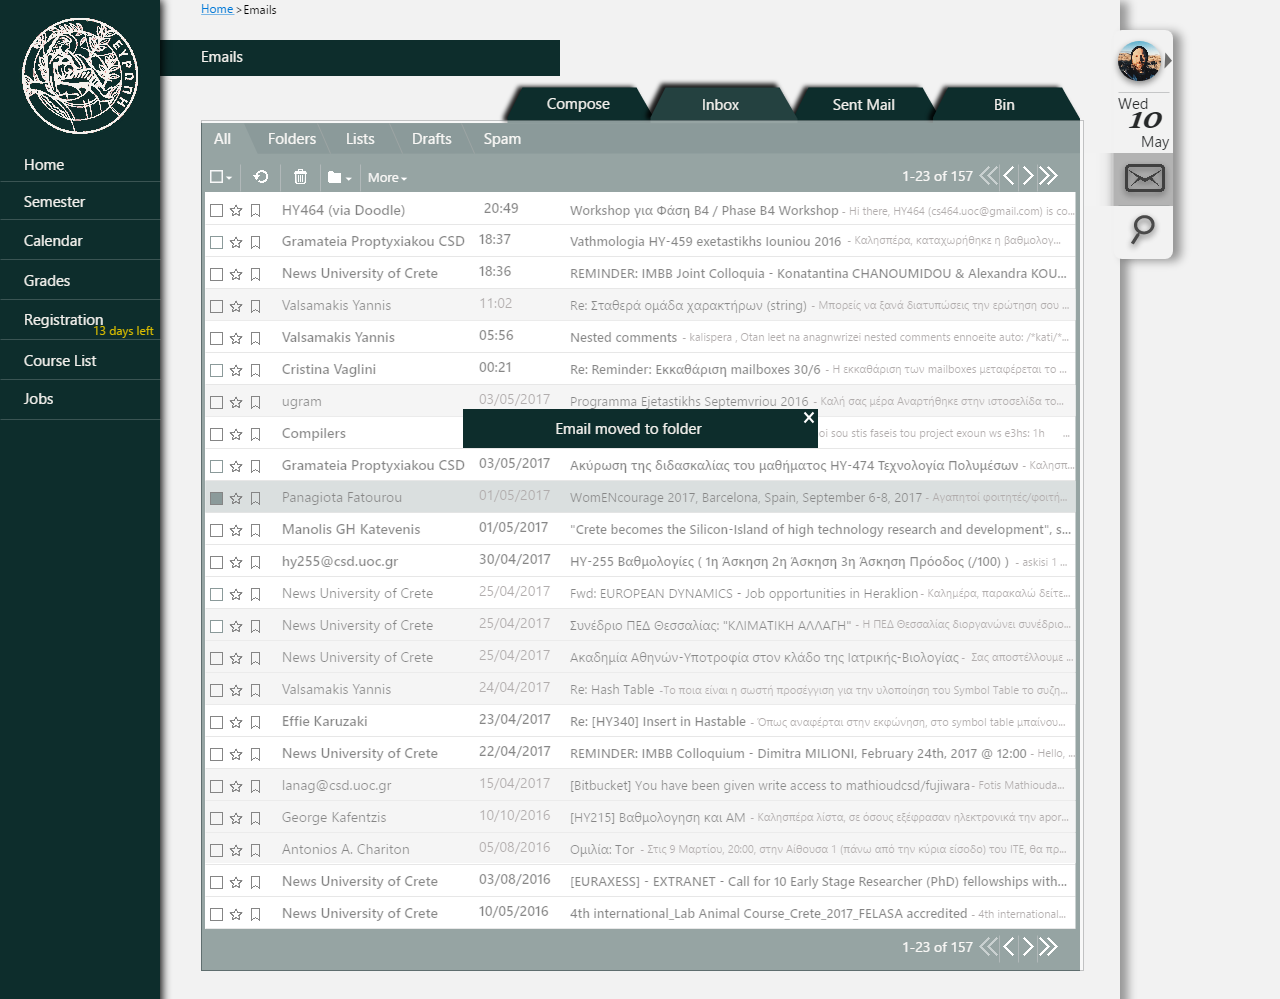 Home > Emails
Emails
ΕΥΡΩΠΗ
Home
Semester
Calendar
Grades
Registration
13 days left
Course List
Jobs
Compose Inbox Sent Mail Bin
All Folders Lists Drafts Spam
More 1-23 of 157
HY464 (via Doodle) 20:49 Workshop για Φάση B4 / Phase B4 Workshop - Hi there, HY464 (cs464.uoc@gmail.com) is co...
Gramateia Proptyxiakou CSD 18:37 Vathmologia HY-459 exetastikhs Iouniou 2016 - Καλησπέρα, καταχωρήθηκε η βαθμολογ...
News University of Crete 18:36 REMINDER: IMBB Joint Colloquia - Konatantina CHANOUMIDOU & Alexandra KOU...
Valsamakis Yannis 11:02 Re: Σταθερά ομάδα χαρακτήρων (string) - Μπορείς να ξανά διατυπώσεις την ερώτηση σου ...
Valsamakis Yannis 05:56 Nested comments - kalispera , Otan leet na anagnwrizei nested comments ennoeite auto: /*kati/*...
Cristina Vaglini 00:21 Re: Reminder: Εκκαθάριση mailboxes 30/6 - Η εκκαθάριση των mailboxes μεταφέρεται το ...
ugram 03/05/2017 Programma Ejetastikhs Septemvriou 2016 - Καλή σας μέρα Αναρτήθηκε στην ιστοσελίδα το...
Compilers oi sou stis faseis tou project exoun ws e3hs: 1h ...
Email moved to folder
Gramateia Proptyxiakou CSD 03/05/2017 Ακύρωση της διδασκαλίας του μαθήματος ΗΥ-474 Τεχνολογία Πολυμέσων - Καλησπ...
Panagiota Fatourou 01/05/2017 WomENcourage 2017, Barcelona, Spain, September 6-8, 2017 - Αγαπητοί φοιτητές/φοιτή...
Manolis GH Katevenis 01/05/2017 "Crete becomes the Silicon-Island of high technology research and development", s...
hy255@csd.uoc.gr 30/04/2017 HY-255 Βαθμολογίες ( 1η Άσκηση 2η Άσκηση 3η Άσκηση Πρόοδος (/100) ) - askisi 1 ...
News University of Crete 25/04/2017 Fwd: EUROPEAN DYNAMICS - Job opportunities in Heraklion - Καλημέρα, παρακαλώ δείτε...
News University of Crete 25/04/2017 Συνέδριο ΠΕΔ Θεσσαλίας: "ΚΛΙΜΑΤΙΚΗ ΑΛΛΑΓΗ" - Η ΠΕΔ Θεσσαλίας διοργανώνει συνέδριο...
News University of Crete 25/04/2017 Ακαδημία Αθηνών-Υποτροφία στον κλάδο της Ιατρικής-Βιολογίας - Σας αποστέλλουμε ...
Valsamakis Yannis 24/04/2017 Re: Hash Table -Το ποια είναι η σωστή προσέγγιση για την υλοποίηση του Symbol Table το συζη...
Effie Karuzaki 23/04/2017 Re: [HY340] Insert in Hastable - Όπως αναφέρται στην εκφώνηση, στο symbol table μπαίνου...
News University of Crete 22/04/2017 REMINDER: IMBB Colloquium - Dimitra MILIONI, February 24th, 2017 @ 12:00 - Hello, ...
lanag@csd.uoc.gr 15/04/2017 [Bitbucket] You have been given write access to mathioudcsd/fujiwara - Fotis Mathiouda...
George Kafentzis 10/10/2016 [HY215] Βαθμολογηση και ΑΜ - Καλησπέρα λίστα, σε όσους εξέφρασαν ηλεκτρονικά την apor...
Antonios A. Chariton 05/08/2016 Ομιλία: Tor - Στις 9 Μαρτίου, 20:00, στην Αίθουσα 1 (πάνω από την κύρια είσοδο) του ΙΤΕ, θα πρ...
News University of Crete 03/08/2016 [EURAXESS] - EXTRANET - Call for 10 Early Stage Researcher (PhD) fellowships with...
News University of Crete 10/05/2016 4th international_Lab Animal Course_Crete_2017_FELASA accredited - 4th international...
1-23 of 157
Wed
10
May